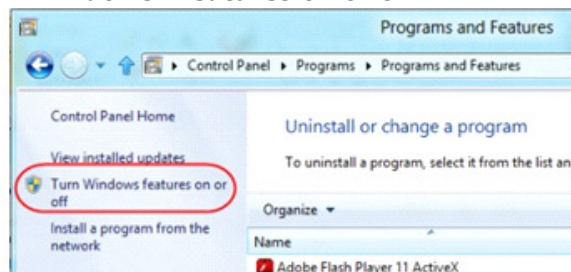 Programs and Features
Control Panel ▸ Programs ▸ Programs and Features
Control Panel Home
Uninstall or change a program
View installed updates
To uninstall a program, select it from the list an
Turn Windows features on or
off
Organize
Install a program from the
network
Name
Adobe Flash Player 11 ActiveX